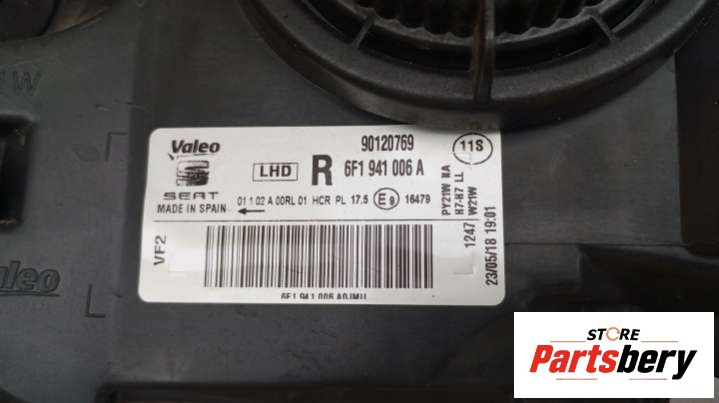 W
L
Valeo
90120769
11S
LHD
R
6F1 941 006 A
SEAT
MADE IN SPAIN
01 1 02 A 00RL 01 HCR PL 17.5
E9
16479
PY21W NA
H7-H7 LL
W21W
1247
23/05/18 19:01
VF2
Valeo
L
STORE
Partsbery